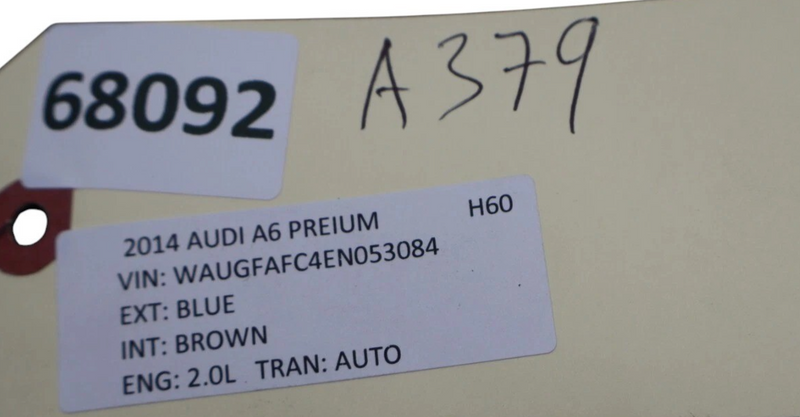 68092
A379
2014 AUDI A6 PREIUM H60
VIN: WAUGFAFC4EN053084
EXT: BLUE
INT: BROWN
ENG: 2.0L TRAN: AUTO